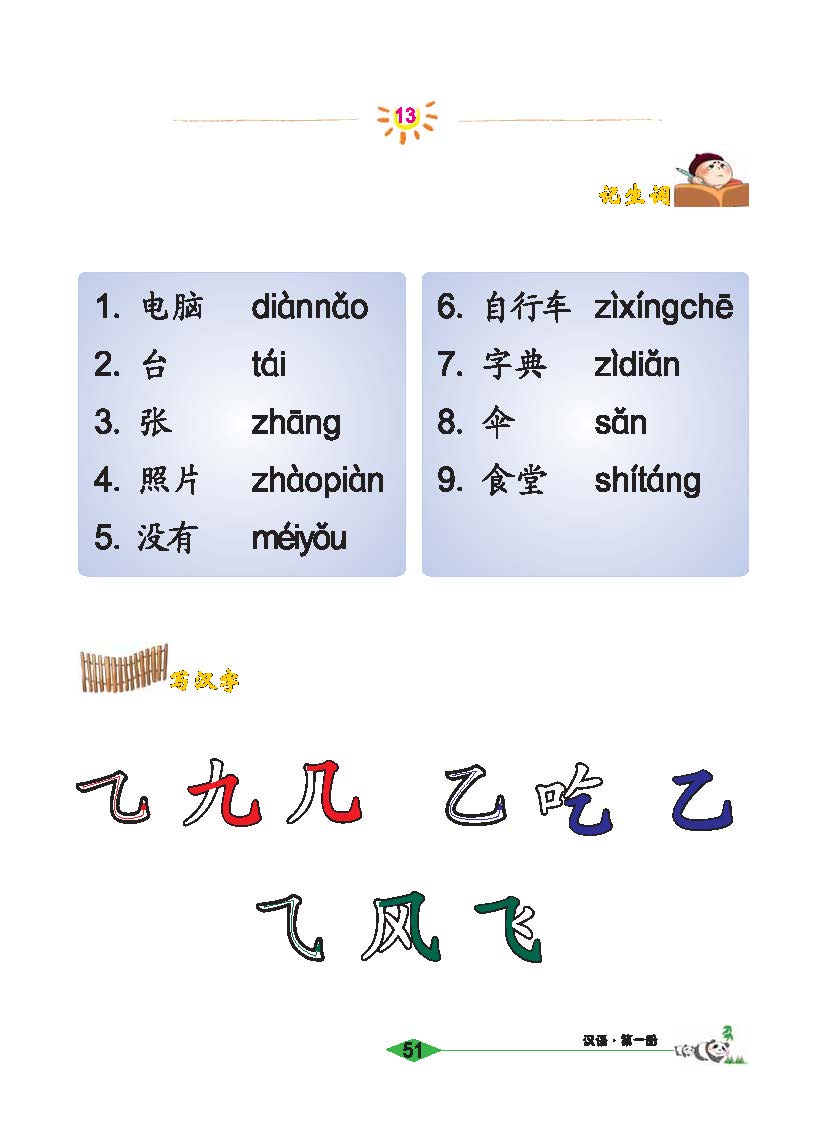 13
记生词
1. 电脑 diànnǎo
2. 台 tái
3. 张 zhāng
4. 照片 zhàopiàn
5. 没有 méiyǒu
6. 自行车 zìxíngchē
7. 字典 zìdiǎn
8. 伞 sǎn
9. 食堂 shítáng
写汉字
㇈ 九 几 乙 吃 乙
⺄ 风 飞
51
汉语·第一册